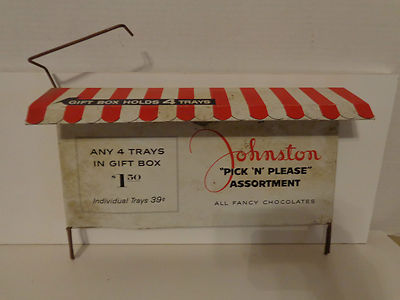 GIFT BOX HOLDS 4 TRAYS
ANY 4 TRAYS
IN GIFT BOX
$1.50
Individual Trays 39¢
Johnston
"PICK 'N' PLEASE"
ASSORTMENT
ALL FANCY CHOCOLATES